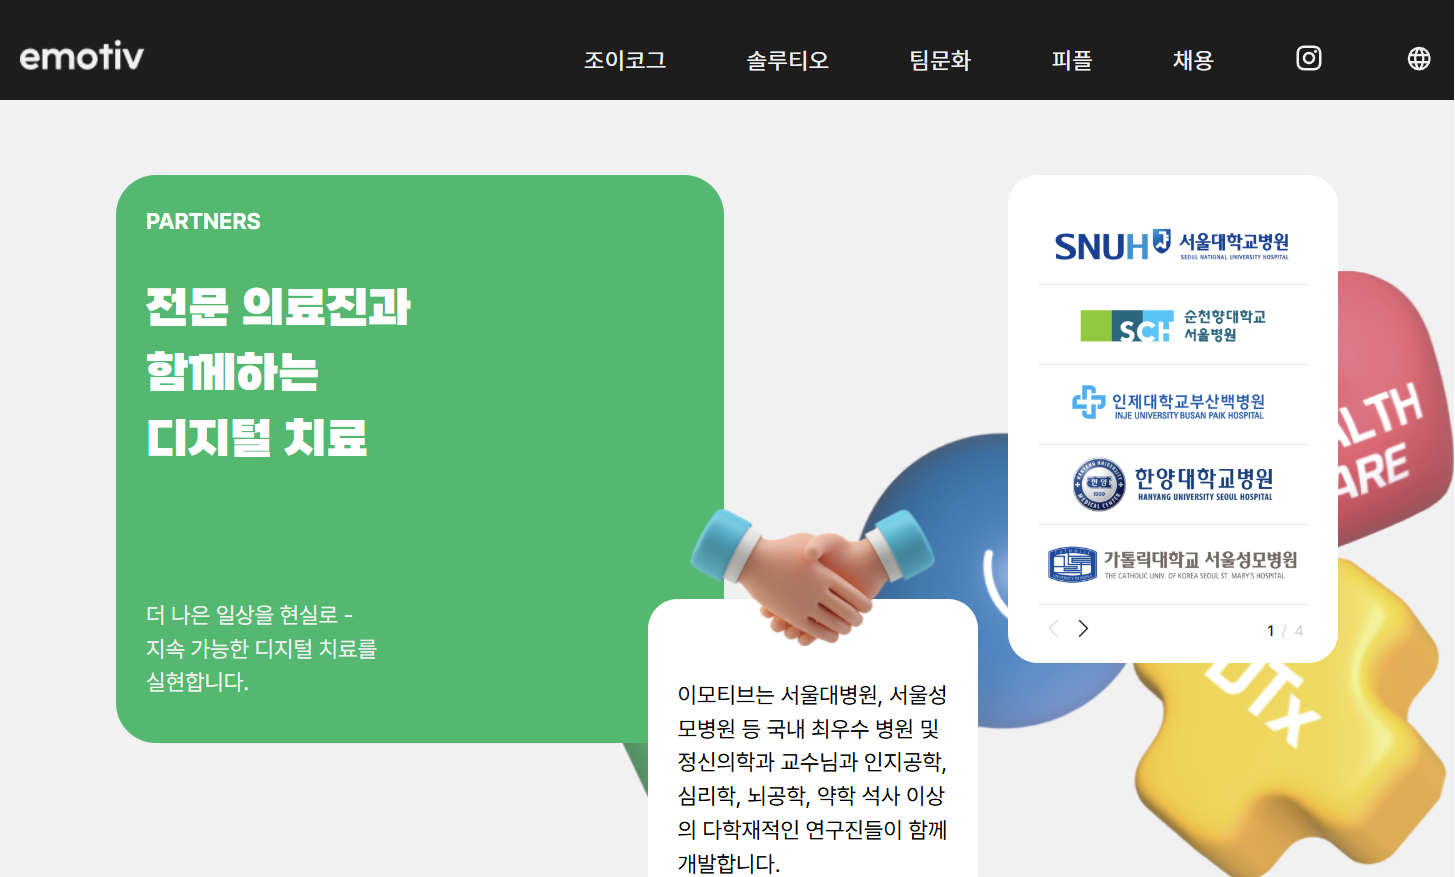 emotiv
조이코그
솔루티오
팀문화
피플
채용
PARTNERS
전문 의료진과
함께하는
디지털 치료
더 나은 일상을 현실로 -
지속 가능한 디지털 치료를
실현합니다.
이모티브는 서울대병원, 서울성
모병원 등 국내 최우수 병원 및
정신의학과 교수님과 인지공학,
심리학, 뇌공학, 약학 석사 이상
의 다학재적인 연구진들이 함께
개발합니다.
SNUH 서울대학교병원
SEOUL NATIONAL UNIVERSITY HOSPITAL
SCH 순천향대학교
서울병원
인제대학교부산백병원
INJE UNIVERSITY BUSAN PAIK HOSPITAL
HANYANG UNIVERSITY
한양
1939
MEDICAL CENTER
한양대학교병원
HANYANG UNIVERSITY SEOUL HOSPITAL
가톨릭대학교 서울성모병원
THE CATHOLIC UNIV. OF KOREA SEOUL ST. MARY'S HOSPITAL
1 / 4
ALTH
ARE
DTx